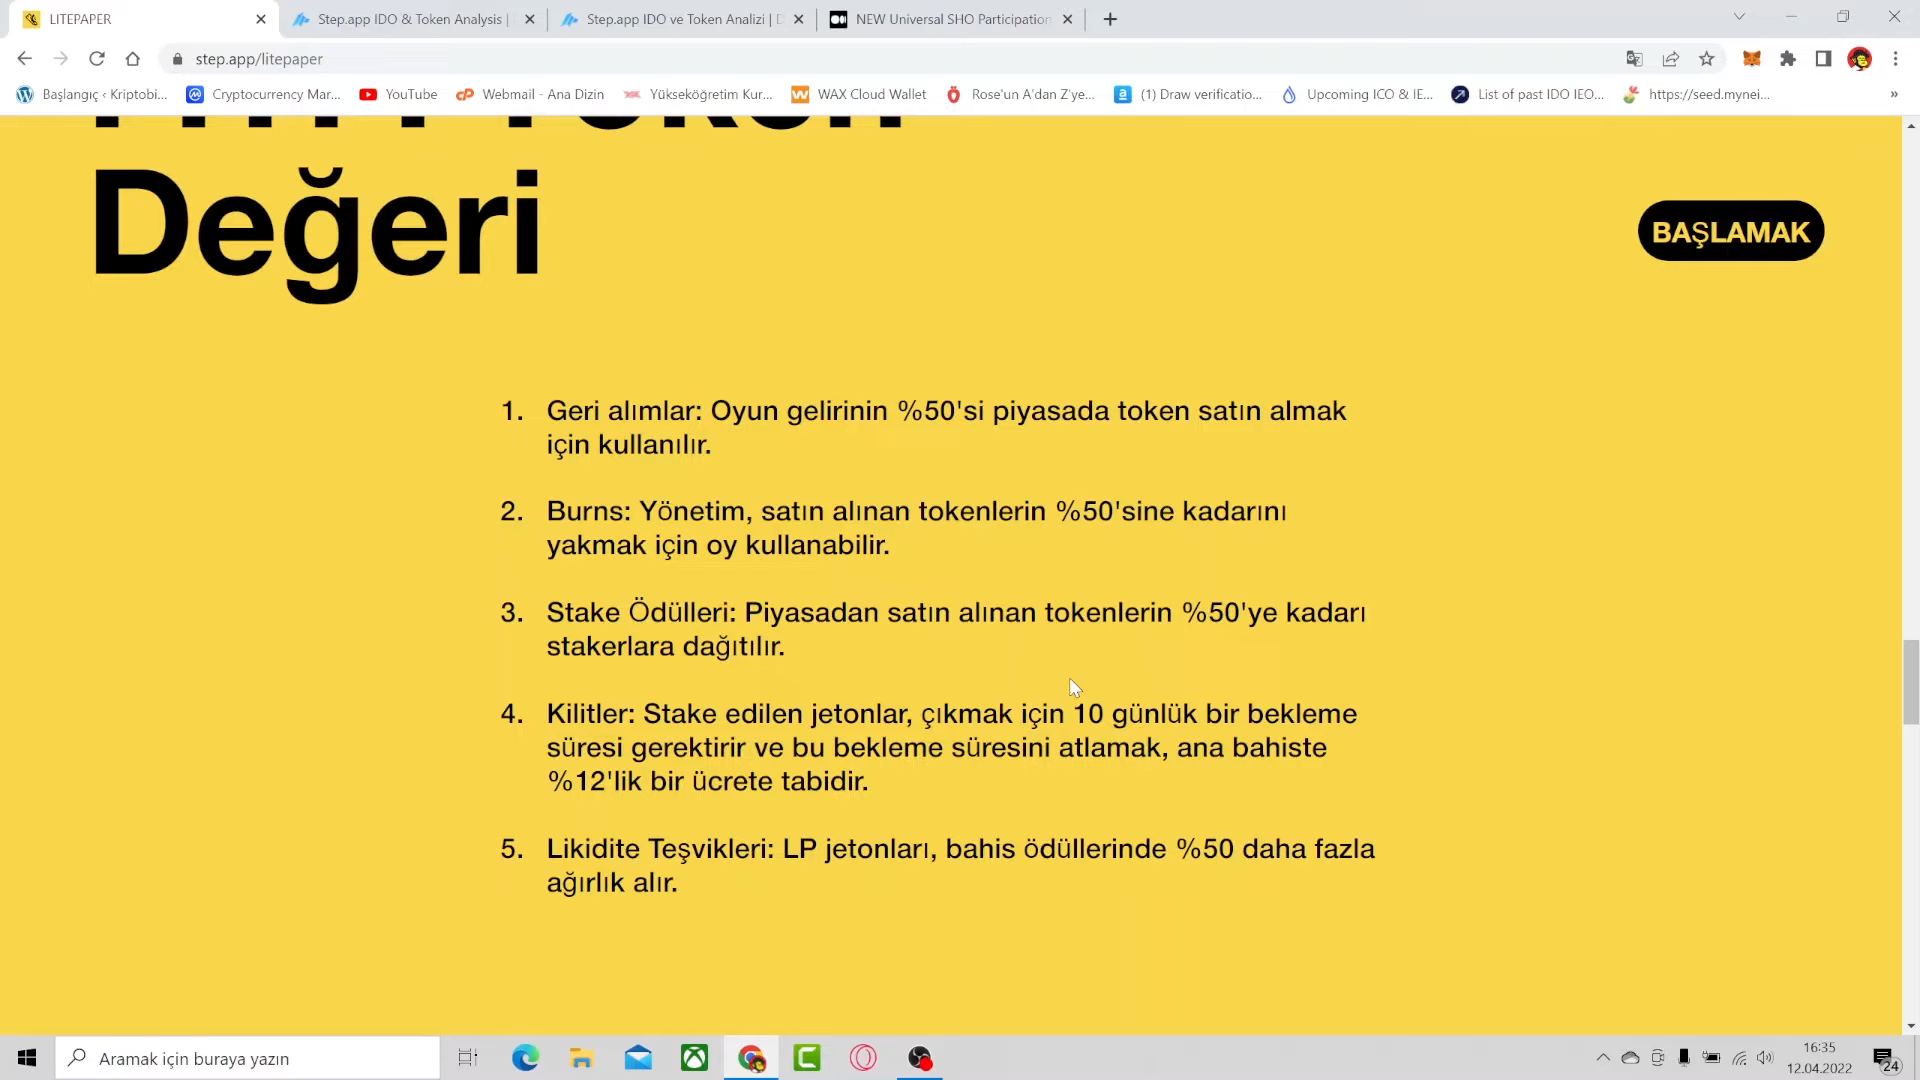 LITEPAPER
Step.app IDO & Token Analysis |
Step.app IDO ve Token Analizi | D
NEW Universal SHO Participation
step.app/litepaper
Başlangıç ‹ Kriptobi...
Cryptocurrency Mar...
YouTube
Webmail - Ana Dizin
Yükseköğretim Kur...
WAX Cloud Wallet
Rose'un A'dan Z'ye...
(1) Draw verificatio...
Upcoming ICO & IE...
List of past IDO IEO...
https://seed.mynei...
»
Değeri
BAŞLAMAK
1. Geri alımlar: Oyun gelirinin %50'si piyasada token satın almak
için kullanılır.
2. Burns: Yönetim, satın alınan tokenlerin %50'sine kadarını
yakmak için oy kullanabilir.
3. Stake Ödülleri: Piyasadan satın alınan tokenlerin %50'ye kadarı
stakerlara dağıtılır.
4. Kilitler: Stake edilen jetonlar, çıkmak için 10 günlük bir bekleme
süresi gerektirir ve bu bekleme süresini atlamak, ana bahiste
%12'lik bir ücrete tabidir.
5. Likidite Teşvikleri: LP jetonları, bahis ödüllerinde %50 daha fazla
ağırlık alır.
Aramak için buraya yazın
16:35
12.04.2022
24